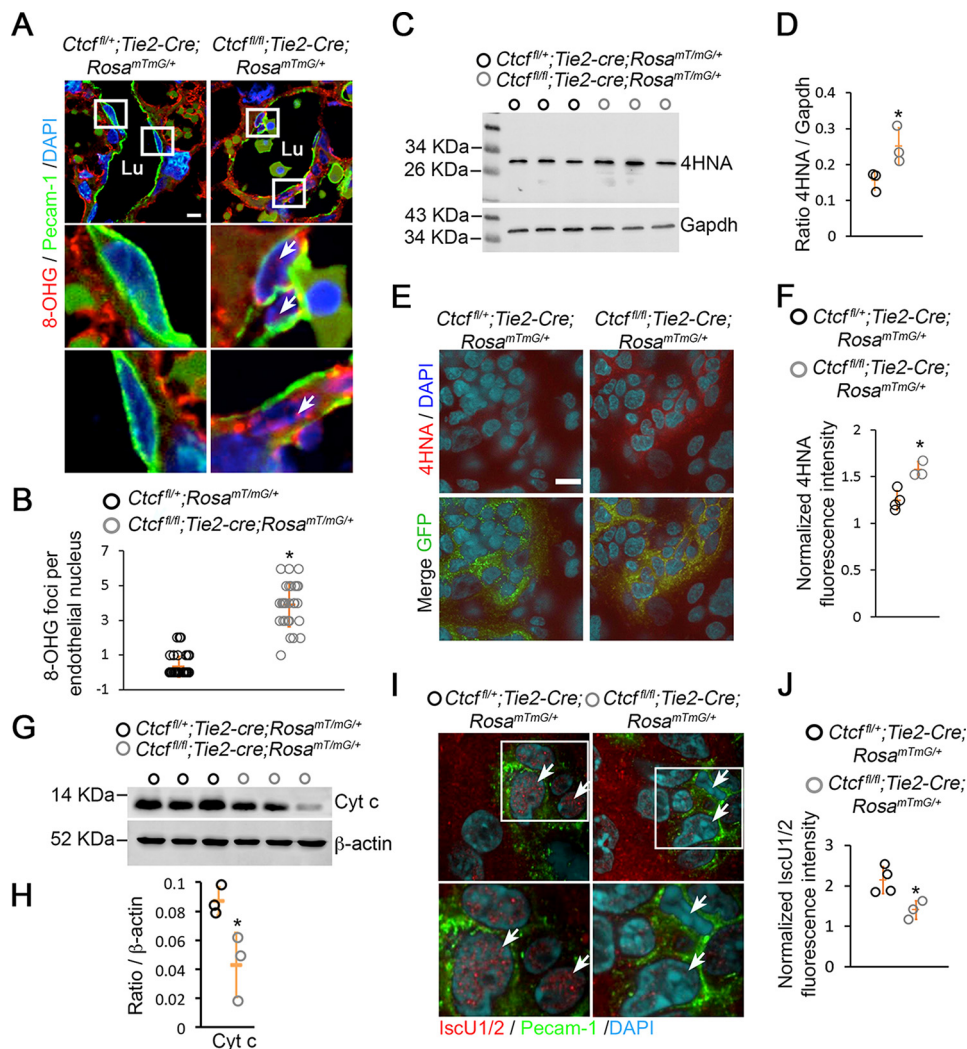 A
Ctcf fl/+;Tie2-Cre;
Rosa mTmG/+
Ctcf fl/fl;Tie2-Cre;
Rosa mTmG/+
8-OHG / Pecam-1 /DAPI
Lu
Lu
B
Ctcf fl/+;Rosa mT/mG/+
Ctcf fl/fl;Tie2-cre;Rosa mT/mG/+
8-OHG foci per
endothelial nucleus
7
5
3
1
-1
*
C
Ctcf fl/+;Tie2-cre;Rosa mT/mG/+
Ctcf fl/fl;Tie2-cre;Rosa mT/mG/+
34 KDa
26 KDa
4HNA
43 KDa
34 KDa
Gapdh
D
Ratio 4HNA / Gapdh
0.4
0.3
0.2
0.1
0
*
E
Ctcf fl/+;Tie2-Cre;
Rosa mTmG/+
Ctcf fl/fl;Tie2-Cre;
Rosa mTmG/+
4HNA / DAPI
Merge GFP
F
Ctcf fl/+;Tie2-Cre;
Rosa mTmG/+
Ctcf fl/fl;Tie2-Cre;
Rosa mTmG/+
Normalized 4HNA
fluorescence intensity
2
1.5
1
0.5
0
*
G
Ctcf fl/+;Tie2-cre;Rosa mT/mG/+
Ctcf fl/fl;Tie2-cre;Rosa mT/mG/+
14 KDa
Cyt c
52 KDa
β-actin
H
Ratio / β-actin
0.1
0.08
0.06
0.04
0.02
0
*
Cyt c
I
Ctcf fl/+;Tie2-Cre;
Rosa mTmG/+
Ctcf fl/fl;Tie2-Cre;
Rosa mTmG/+
IscU1/2 / Pecam-1 /DAPI
J
Ctcf fl/+;Tie2-Cre;
Rosa mTmG/+
Ctcf fl/fl;Tie2-Cre;
Rosa mTmG/+
Normalized IscU1/2
fluorescence intensity
3
2
1
0
*